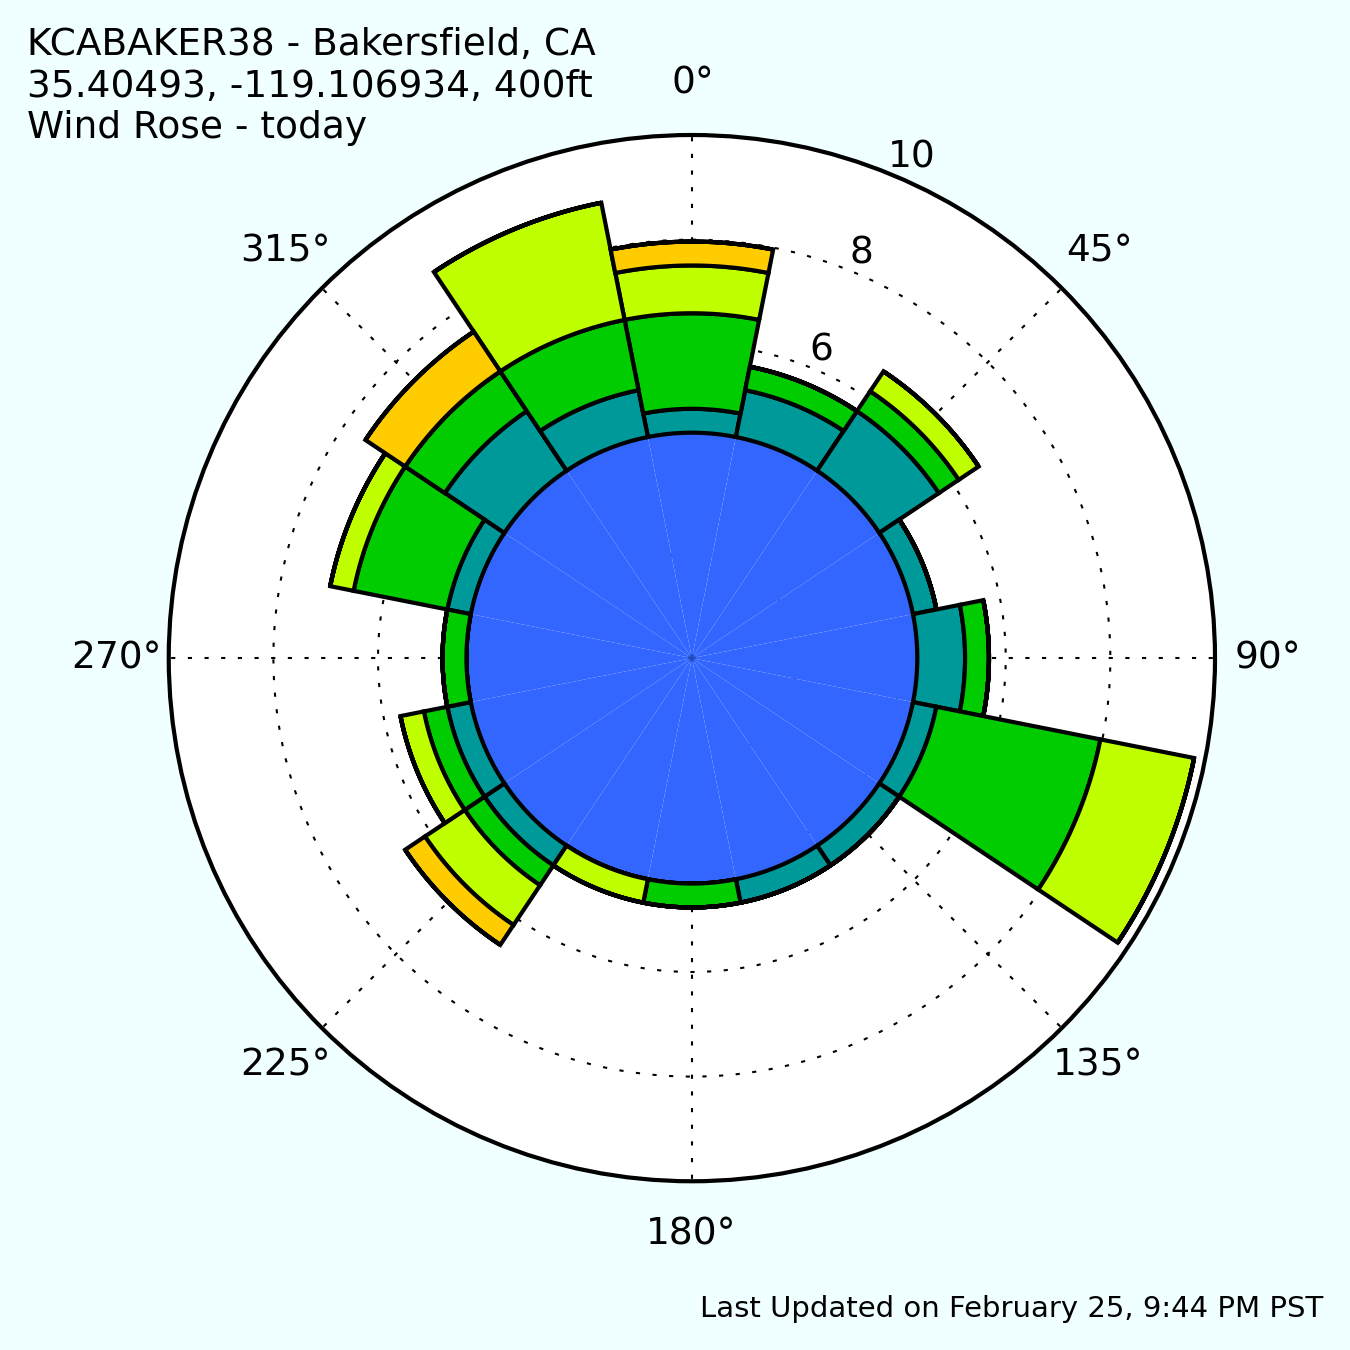 KCABAKER38 - Bakersfield, CA
35.40493, -119.106934, 400ft
Wind Rose - today
0°
10
8
6
45°
315°
90°
270°
135°
225°
180°
Last Updated on February 25, 9:44 PM PST